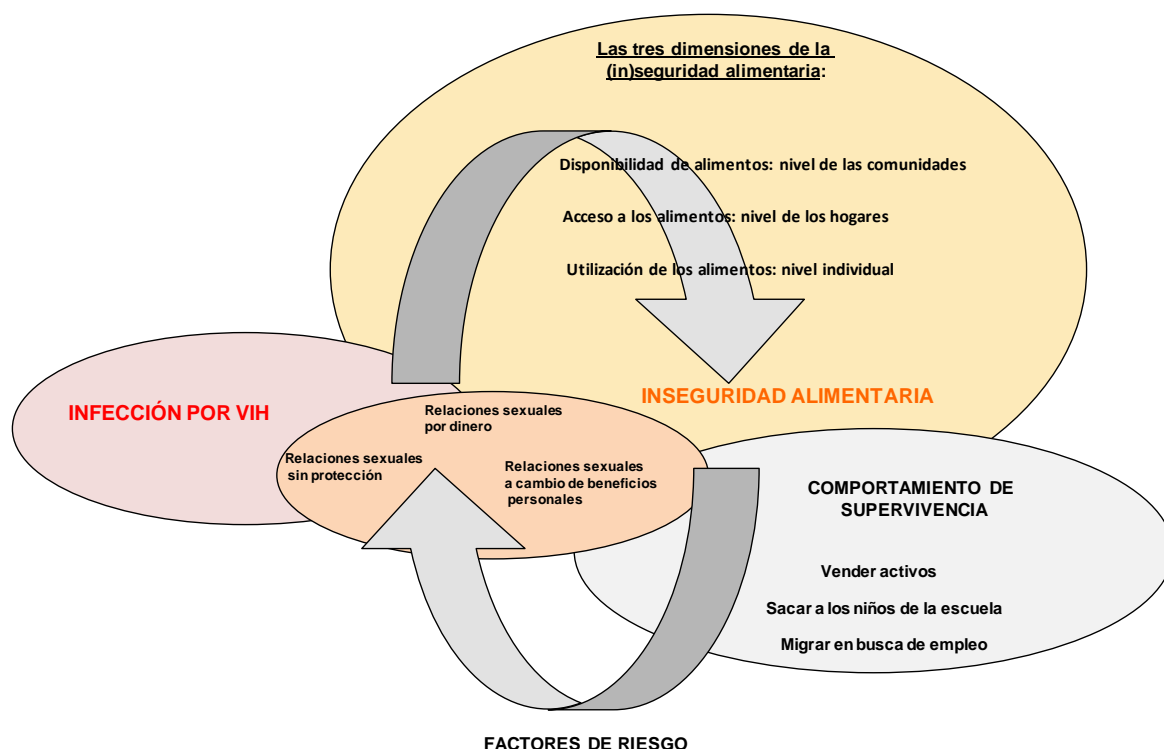 Las tres dimensiones de la
(in)seguridad alimentaria:
Disponibilidad de alimentos: nivel de las comunidades
Acceso a los alimentos: nivel de los hogares
Utilización de los alimentos: nivel individual
INSEGURIDAD ALIMENTARIA
INFECCIÓN POR VIH
Relaciones sexuales
por dinero
Relaciones sexuales
sin protección
Relaciones sexuales
a cambio de beneficios
personales
COMPORTAMIENTO DE
SUPERVIVENCIA
Vender activos
Sacar a los niños de la escuela
Migrar en busca de empleo
FACTORES DE RIESGO